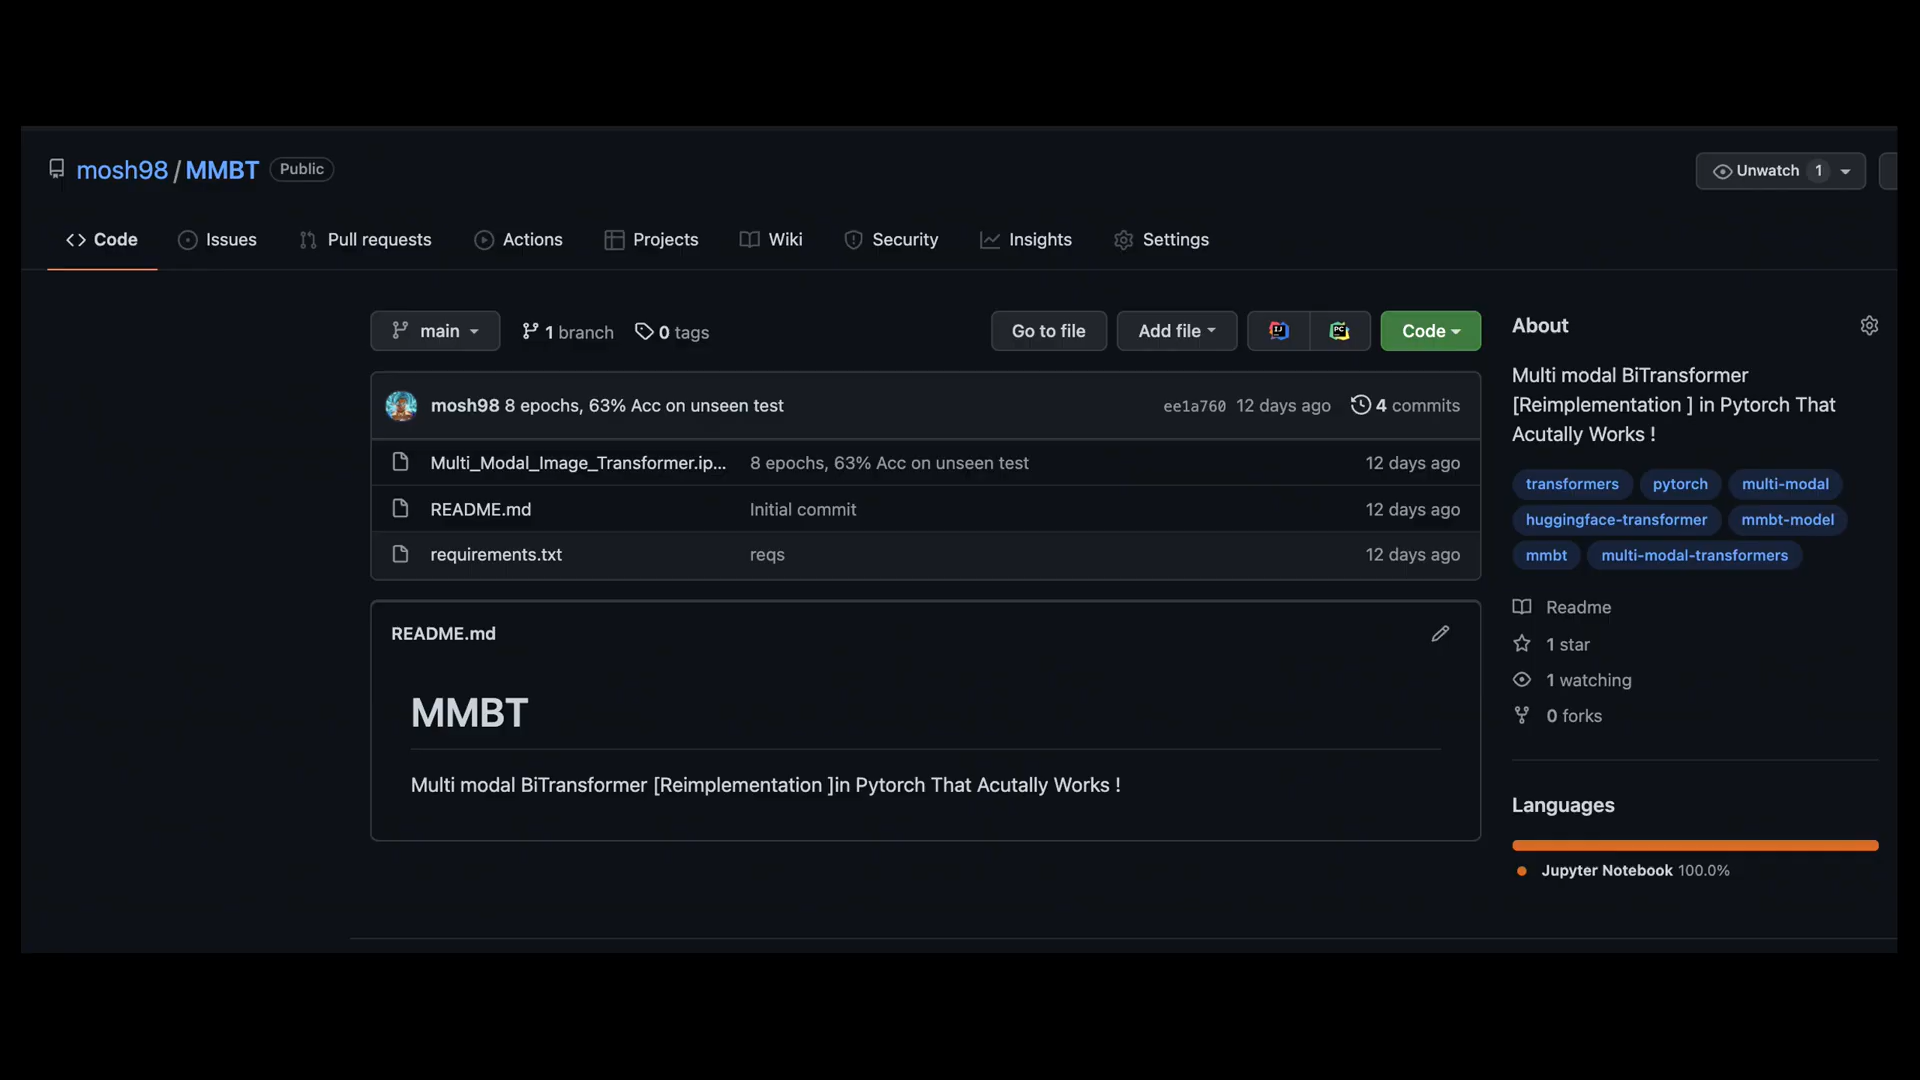 mosh98 / MMBT Public
Unwatch 1
Code Issues Pull requests Actions Projects Wiki Security Insights Settings
main 1 branch 0 tags Go to file Add file Code
mosh98 8 epochs, 63% Acc on unseen test ee1a760 12 days ago 4 commits
Multi_Modal_Image_Transformer.ip... 8 epochs, 63% Acc on unseen test 12 days ago
README.md Initial commit 12 days ago
requirements.txt reqs 12 days ago
README.md
MMBT
Multi modal BiTransformer [Reimplementation ]in Pytorch That Acutally Works !
About
Multi modal BiTransformer
[Reimplementation ] in Pytorch That
Acutally Works !
transformers pytorch multi-modal
huggingface-transformer mmbt-model
mmbt multi-modal-transformers
Readme
1 star
1 watching
0 forks
Languages
Jupyter Notebook 100.0%